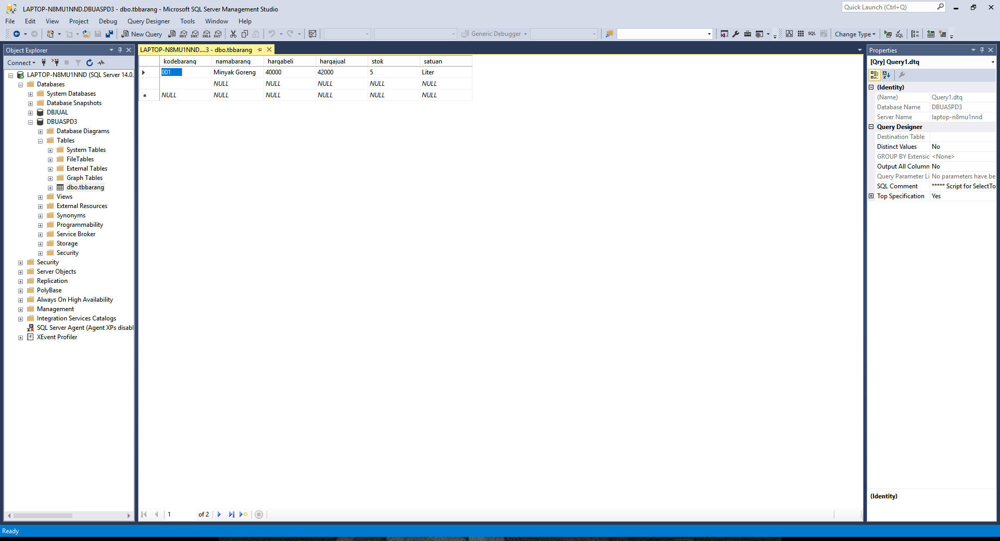 LAPTOP-N8MU1NND.DBUASPD3 - dbo.tbbarang - Microsoft SQL Server Management Studio
Quick Launch (Ctrl+Q)
File Edit View Project Debug Query Designer Tools Window Help
New Query MDX DMX XMLA DAX Generic Debugger SQL Change Type SQL
Object Explorer
Connect
LAPTOP-N8MU1NND (SQL Server 14.0.
Databases
System Databases
Database Snapshots
DBJUAL
DBUASPD3
Database Diagrams
Tables
System Tables
FileTables
External Tables
Graph Tables
dbo.tbbarang
Views
External Resources
Synonyms
Programmability
Service Broker
Storage
Security
Security
Server Objects
Replication
PolyBase
Always On High Availability
Management
Integration Services Catalogs
SQL Server Agent (Agent XPs disabl
XEvent Profiler
LAPTOP-N8MU1NND....3 - dbo.tbbarang
kodebarang namabarang hargabeli hargajual stok satuan
001 Minyak Goreng 40000 42000 5 Liter
NULL NULL NULL NULL NULL
NULL NULL NULL NULL NULL NULL
1 of 2
Properties
[Qry] Query1.dtq
(Identity)
(Name) Query1.dtq
Database Name DBUASPD3
Server Name laptop-n8mu1nnd
Query Designer
Destination Table
Distinct Values No
GROUP BY Extensic <None>
Output All Column No
Query Parameter Li No parameters have be
SQL Comment ***** Script for SelectTo
Top Specification Yes
(Identity)
Ready